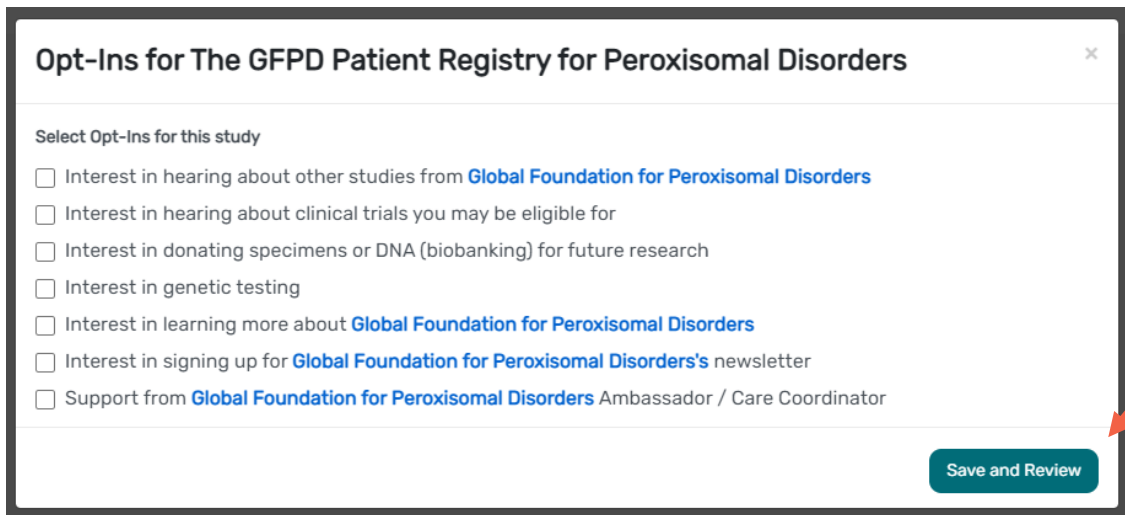 Opt-Ins for The GFPD Patient Registry for Peroxisomal Disorders
×
Select Opt-Ins for this study
Interest in hearing about other studies from Global Foundation for Peroxisomal Disorders
Interest in hearing about clinical trials you may be eligible for
Interest in donating specimens or DNA (biobanking) for future research
Interest in genetic testing
Interest in learning more about Global Foundation for Peroxisomal Disorders
Interest in signing up for Global Foundation for Peroxisomal Disorders's newsletter
Support from Global Foundation for Peroxisomal Disorders Ambassador / Care Coordinator
Save and Review